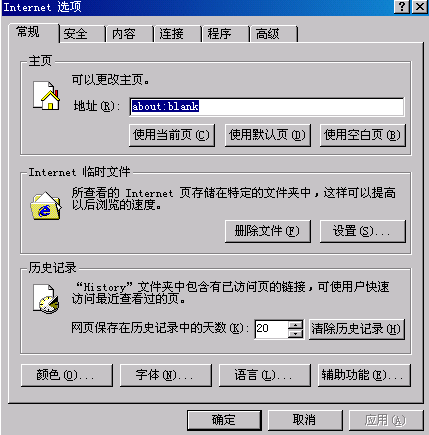 Internet 选项
常规 安全 内容 连接 程序 高级
主页
可以更改主页。
地址(R): about:blank
使用当前页(C) 使用默认页(D) 使用空白页(B)
Internet 临时文件
所查看的 Internet 页存储在特定的文件夹中，这样可以提高
以后浏览的速度。
删除文件(F)... 设置(S)...
历史记录
“History”文件夹中包含有已访问页的链接，可使用户快速
访问最近查看过的页。
网页保存在历史记录中的天数(K): 20 清除历史记录(H)
颜色(O)... 字体(N)... 语言(L)... 辅助功能(E)...
确定 取消 应用(A)